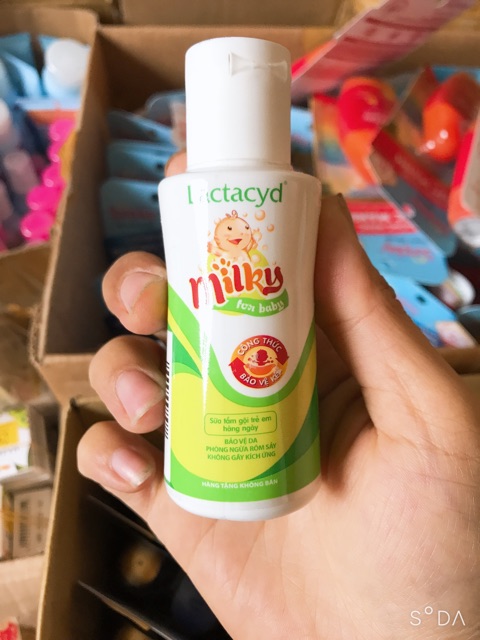 Lactacyd
milky
for baby
CÔNG THỨC
BẢO VỆ KÉP
Sữa tắm gội trẻ em
hàng ngày
BẢO VỆ DA
PHÒNG NGỪA RÔM SẢY
KHÔNG GÂY KÍCH ỨNG
HÀNG TẶNG KHÔNG BÁN
SODA